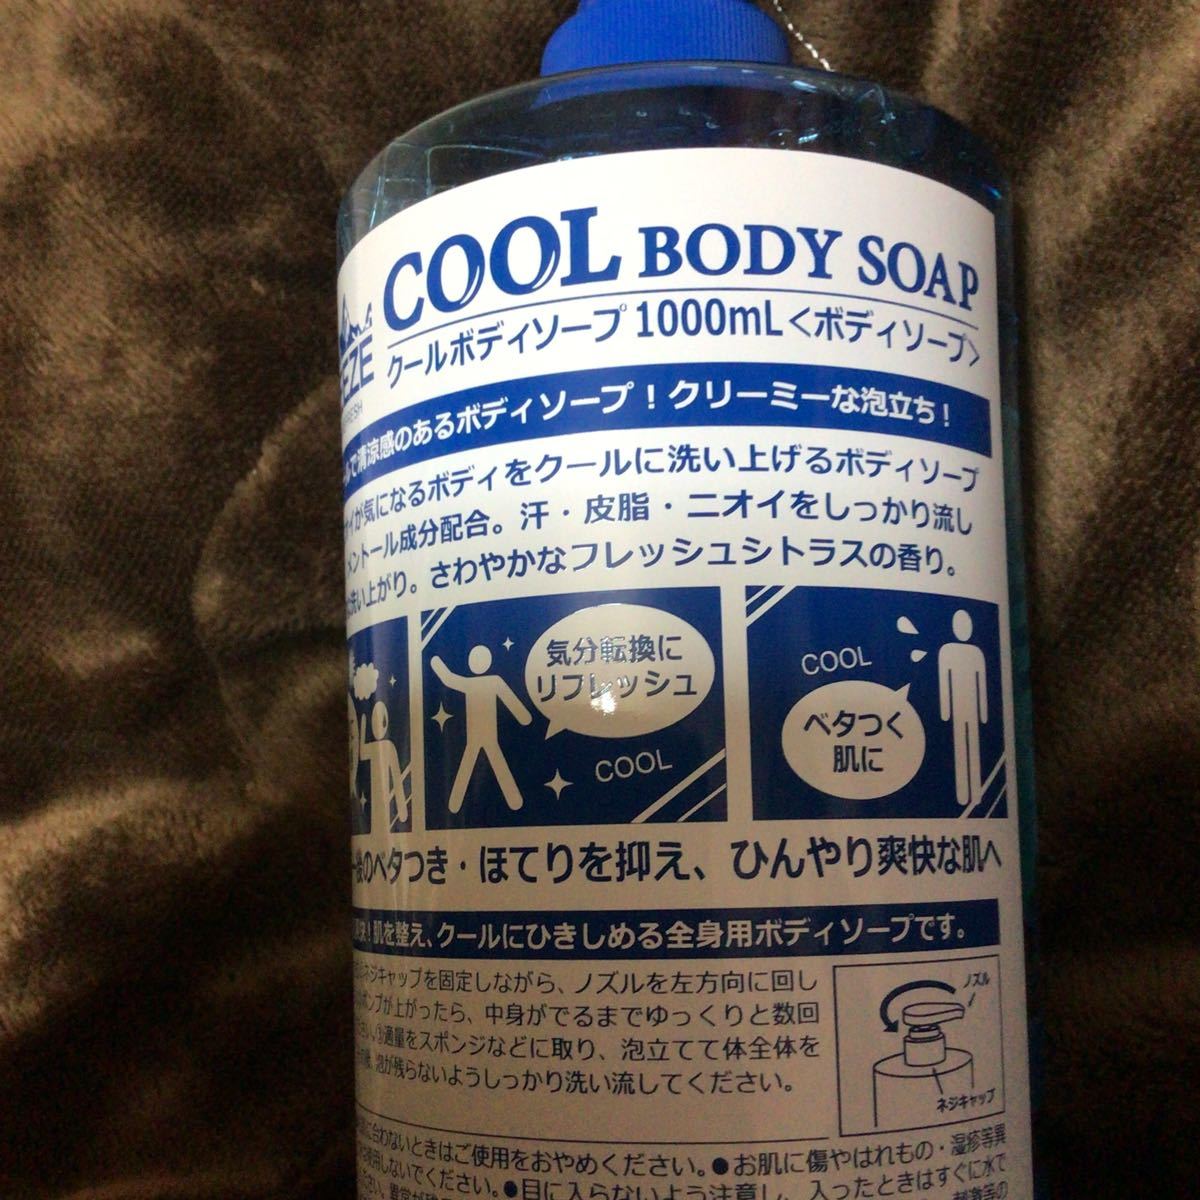 COOL BODY SOAP
クールボディソープ 1000mL<ボディソープ>
EZE
で清涼感のあるボディソープ！クリーミーな泡立ち！
が気になるボディをクールに洗い上げるボディソープ
メントール成分配合。汗・皮脂・ニオイをしっかり流し
洗い上がり。さわやかなフレッシュシトラスの香り。
気分転換に
リフレッシュ
COOL
COOL
ベタつく
肌に
後のベタつき・ほてりを抑え、ひんやり爽快な肌へ
！肌を整え、クールにひきしめる全身用ボディソープです。
ネジキャップを固定しながら、ノズルを左方向に回し
ポンプが上がったら、中身がでるまでゆっくりと数回
③適量をスポンジなどに取り、泡立てて体全体を
泡が残らないようしっかり洗い流してください。
ノズル
ネジキャップ
に合わないときはご使用をおやめください。●お肌に傷やはれもの・湿疹等異
使用しないでください。●目に入らないよう注意し、入ったときはすぐに水で